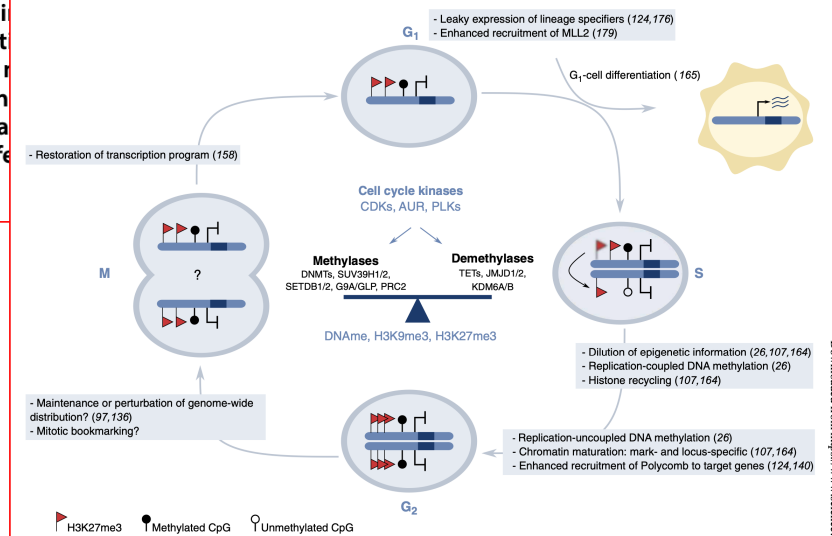 - Leaky expression of lineage specifiers (124,176)
- Enhanced recruitment of MLL2 (179)
G1
G1-cell differentiation (165)
- Restoration of transcription program (158)
Cell cycle kinases
CDKs, AUR, PLKs
Methylases
DNMTs, SUV39H1/2,
SETDB1/2, G9A/GLP, PRC2
Demethylases
TETs, JMJD1/2,
KDM6A/B
DNAme, H3K9me3, H3K27me3
M
?
S
- Dilution of epigenetic information (26,107,164)
- Replication-coupled DNA methylation (26)
- Histone recycling (107,164)
- Maintenance or perturbation of genome-wide
distribution? (97,136)
- Mitotic bookmarking?
- Replication-uncoupled DNA methylation (26)
- Chromatin maturation: mark- and locus-specific (107,164)
- Enhanced recruitment of Polycomb to target genes (124,140)
G2
H3K27me3
Methylated CpG
Unmethylated CpG